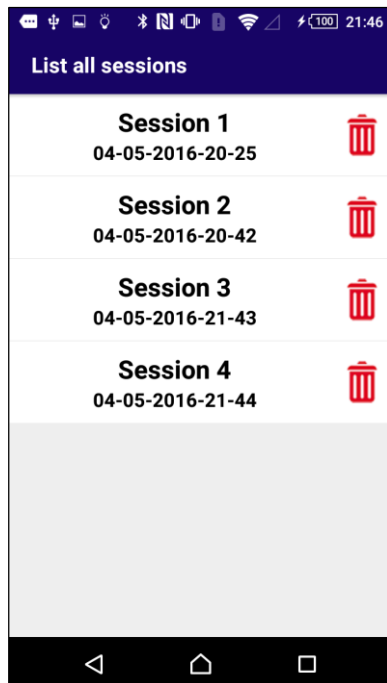 100 21:46
List all sessions
Session 1
04-05-2016-20-25
Session 2
04-05-2016-20-42
Session 3
04-05-2016-21-43
Session 4
04-05-2016-21-44